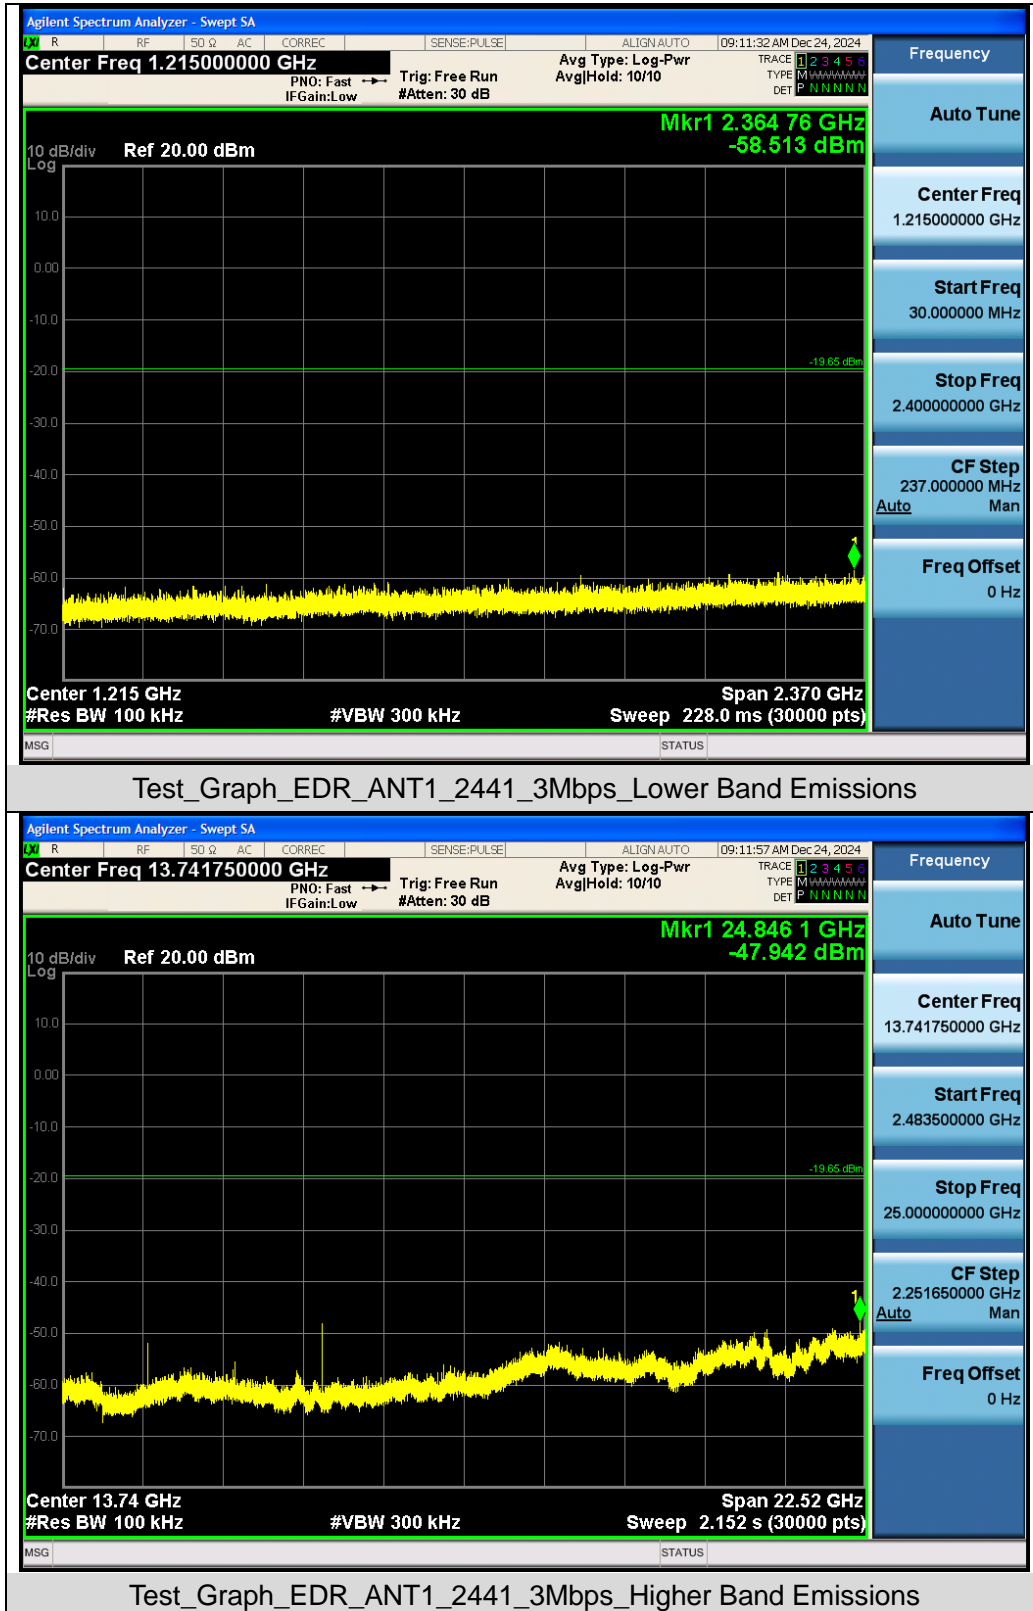 Agilent Spectrum Analyzer - Swept SA
LXI R RF 50 Ω AC CORREC SENSE:PULSE ALIGN AUTO 09:11:32 AM Dec 24, 2024
Center Freq 1.215000000 GHz
PNO: Fast
IFGain:Low
Trig: Free Run
#Atten: 30 dB
Avg Type: Log-Pwr
Avg|Hold: 10/10
TRACE 1 2 3 4 5 6
TYPE M
DET P N N N N N
Mkr1 2.364 76 GHz
-58.513 dBm
10 dB/div Ref 20.00 dBm
Log
10.0
0.00
-10.0
-19.65 dBm
-20.0
-30.0
-40.0
-50.0
1
-60.0
-70.0
Center 1.215 GHz Span 2.370 GHz
#Res BW 100 kHz #VBW 300 kHz Sweep 228.0 ms (30000 pts)
MSG STATUS
Frequency
Auto Tune
Center Freq
1.215000000 GHz
Start Freq
30.000000 MHz
Stop Freq
2.400000000 GHz
CF Step
237.000000 MHz
Auto Man
Freq Offset
0 Hz
Test_Graph_EDR_ANT1_2441_3Mbps_Lower Band Emissions
Agilent Spectrum Analyzer - Swept SA
LXI R RF 50 Ω AC CORREC SENSE:PULSE ALIGN AUTO 09:11:57 AM Dec 24, 2024
Center Freq 13.741750000 GHz
PNO: Fast
IFGain:Low
Trig: Free Run
#Atten: 30 dB
Avg Type: Log-Pwr
Avg|Hold: 10/10
TRACE 1 2 3 4 5 6
TYPE M
DET P N N N N N
Mkr1 24.846 1 GHz
-47.942 dBm
10 dB/div Ref 20.00 dBm
Log
10.0
0.00
-10.0
-19.65 dBm
-20.0
-30.0
-40.0
1
-50.0
-60.0
-70.0
Center 13.74 GHz Span 22.52 GHz
#Res BW 100 kHz #VBW 300 kHz Sweep 2.152 s (30000 pts)
MSG STATUS
Frequency
Auto Tune
Center Freq
13.741750000 GHz
Start Freq
2.483500000 GHz
Stop Freq
25.000000000 GHz
CF Step
2.251650000 GHz
Auto Man
Freq Offset
0 Hz
Test_Graph_EDR_ANT1_2441_3Mbps_Higher Band Emissions